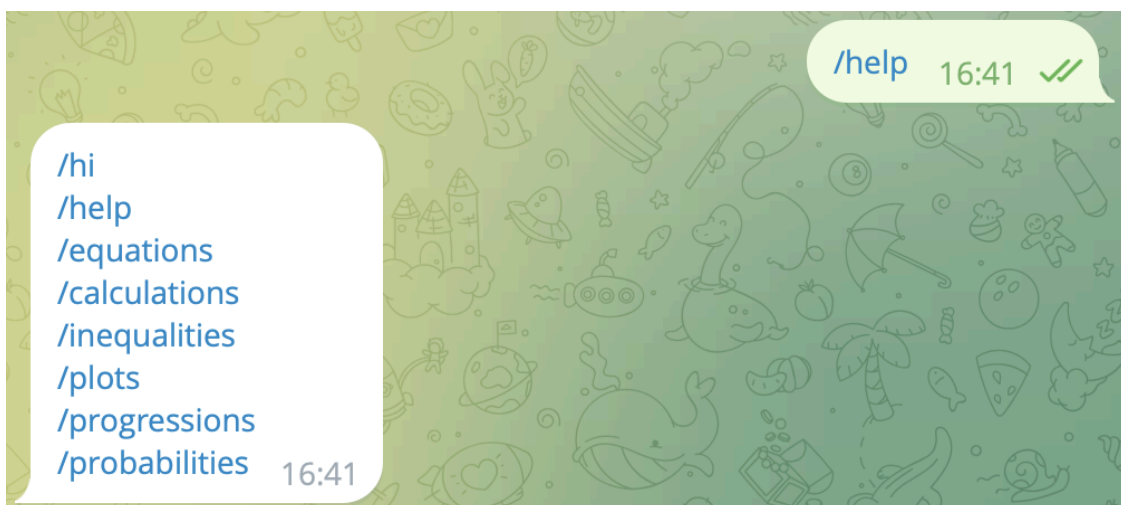 /help 16:41
/hi
/help
/equations
/calculations
/inequalities
/plots
/progressions
/probabilities 16:41